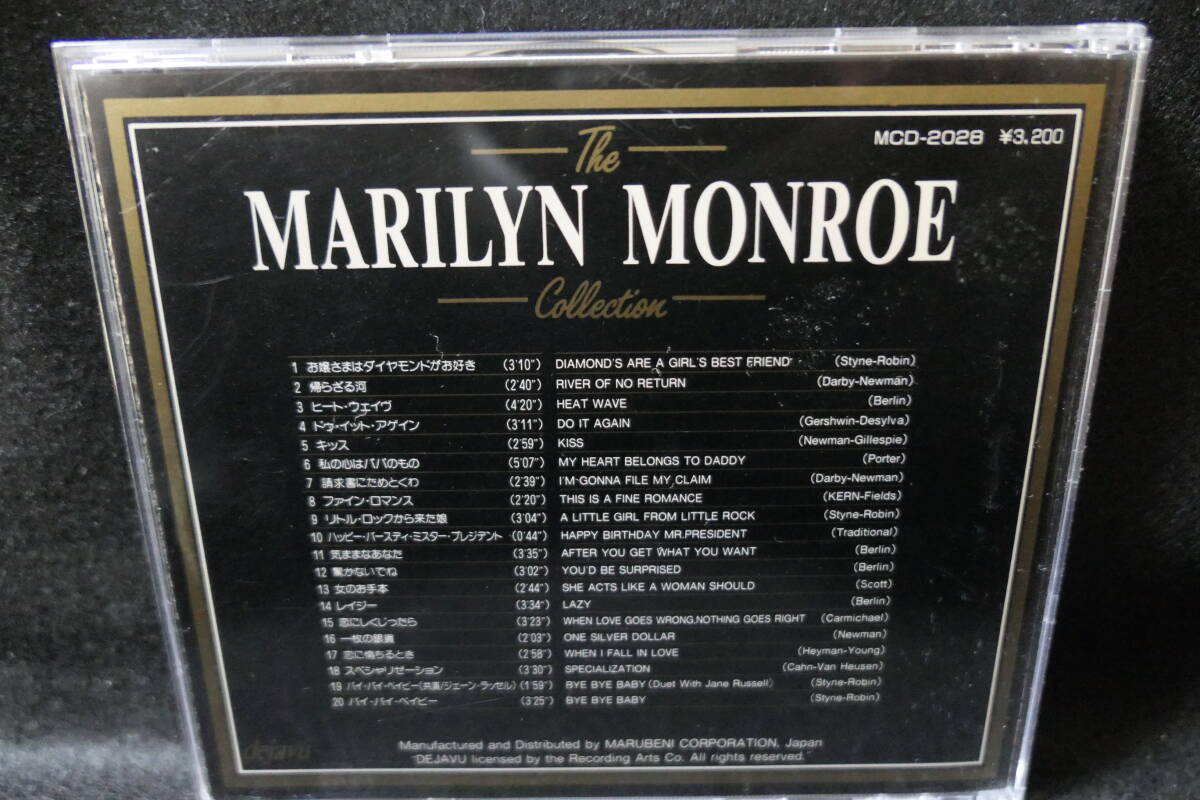 The
MCD-2028 ¥3,200
MARILYN MONROE
Collection
1 お嬢さまはダイヤモンドがお好き (3'10") DIAMOND'S ARE A GIRL'S BEST FRIEND (Styne-Robin)
2 帰らざる河 (2'40") RIVER OF NO RETURN (Darby-Newman)
3 ヒート・ウェイヴ (4'20") HEAT WAVE (Berlin)
4 ドゥ・イット・アゲイン (3'11") DO IT AGAIN (Gershwin-Desylva)
5 キッス (2'59") KISS (Newman-Gillespie)
6 私の心はパパのもの (5'07") MY HEART BELONGS TO DADDY (Porter)
7 請求書にためとくわ (2'39") I'M GONNA FILE MY CLAIM (Darby-Newman)
8 ファイン・ロマンス (2'20") THIS IS A FINE ROMANCE (KERN-Fields)
9 リトル・ロックから来た娘 (3'04") A LITTLE GIRL FROM LITTLE ROCK (Styne-Robin)
10 ハッピー・バースディ・ミスター・プレジデント (0'44") HAPPY BIRTHDAY MR.PRESIDENT (Traditional)
11 気ままなあなた (3'35") AFTER YOU GET WHAT YOU WANT (Berlin)
12 驚かないでね (3'02") YOU'D BE SURPRISED (Berlin)
13 女のお手本 (2'44") SHE ACTS LIKE A WOMAN SHOULD (Scott)
14 レイジー (3'34") LAZY (Berlin)
15 恋にしくじったら (3'23") WHEN LOVE GOES WRONG,NOTHING GOES RIGHT (Carmichael)
16 一枚の銀貨 (2'03") ONE SILVER DOLLAR (Newman)
17 恋に落ちるとき (2'58") WHEN I FALL IN LOVE (Heyman-Young)
18 スペシャリゼーション (3'30") SPECIALIZATION (Cahn-Van Heusen)
19 バイ・バイ・ベイビー(共演/ジェーン・ラッセル) (1'59") BYE BYE BABY (Duet With Jane Russell) (Styne-Robin)
20 バイ・バイ・ベイビー (3'25") BYE BYE BABY (Styne-Robin)
dejavu
Manufactured and Distributed by MARUBENI CORPORATION, Japan
"DEJAVU licensed by the Recording Arts Co. All rights reserved."